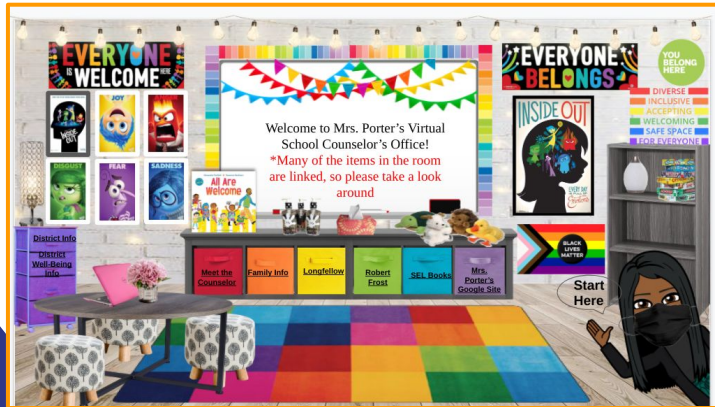 EVERYONE
IS WELCOME HERE
EVERYONE
BELONGS
YOU
BELONG
HERE
DIVERSE
INCLUSIVE
ACCEPTING
WELCOMING
SAFE SPACE
FOR EVERYONE
INSIDE OUT
JOY
DISGUST
FEAR
SADNESS
Welcome to Mrs. Porter's Virtual
School Counselor's Office!
*Many of the items in the room
are linked, so please take a look
around
INSIDE OUT
All Are
Welcome
District Info
District
Well-Being
Info
Meet the
Counselor
Family Info
Longfellow
Robert
Frost
SEL Books
Mrs.
Porter's
Google Site
BLACK
LIVES
MATTER
Start
Here